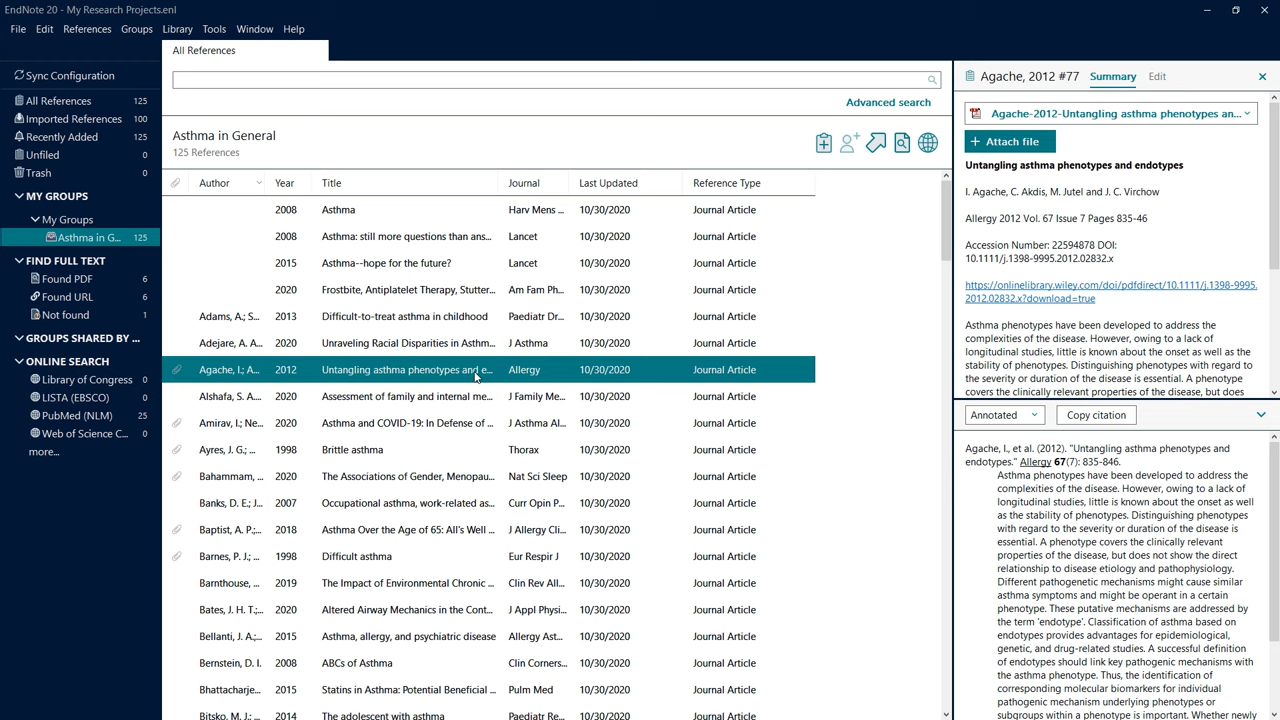 EndNote 20 - My Research Projects.enl
File Edit References Groups Library Tools Window Help
All References
Sync Configuration
All References 125
Imported References 100
Recently Added 125
Unfiled 0
Trash 0
MY GROUPS
My Groups
Asthma in G... 125
FIND FULL TEXT
Found PDF 6
Found URL 6
Not found 1
GROUPS SHARED BY ...
ONLINE SEARCH
Library of Congress 0
LISTA (EBSCO) 0
PubMed (NLM) 25
Web of Science C... 0
more...
Advanced search
Asthma in General
125 References
Author Year Title Journal Last Updated Reference Type
2008 Asthma Harv Mens ... 10/30/2020 Journal Article
2008 Asthma: still more questions than ans... Lancet 10/30/2020 Journal Article
2015 Asthma--hope for the future? Lancet 10/30/2020 Journal Article
2020 Frostbite, Antiplatelet Therapy, Stutter... Am Fam Ph... 10/30/2020 Journal Article
Adams, A.; S... 2013 Difficult-to-treat asthma in childhood Paediatr Dr... 10/30/2020 Journal Article
Adejare, A. A... 2020 Unraveling Racial Disparities in Asthm... J Asthma 10/30/2020 Journal Article
Agache, I.; A... 2012 Untangling asthma phenotypes and e... Allergy 10/30/2020 Journal Article
Alshafa, S. A.... 2020 Assessment of family and internal me... J Family Me... 10/30/2020 Journal Article
Amirav, I.; Ne... 2020 Asthma and COVID-19: In Defense of ... J Asthma Al... 10/30/2020 Journal Article
Ayres, J. G.; ... 1998 Brittle asthma Thorax 10/30/2020 Journal Article
Bahammam, ... 2020 The Associations of Gender, Menopau... Nat Sci Sleep 10/30/2020 Journal Article
Banks, D. E.; J... 2007 Occupational asthma, work-related as... Curr Opin P... 10/30/2020 Journal Article
Baptist, A. P.;... 2018 Asthma Over the Age of 65: All's Well ... J Allergy Cli... 10/30/2020 Journal Article
Barnes, P. J.; ... 1998 Difficult asthma Eur Respir J 10/30/2020 Journal Article
Barnthouse, ... 2019 The Impact of Environmental Chronic ... Clin Rev All... 10/30/2020 Journal Article
Bates, J. H. T.;... 2020 Altered Airway Mechanics in the Cont... J Appl Physi... 10/30/2020 Journal Article
Bellanti, J. A.;... 2015 Asthma, allergy, and psychiatric disease Allergy Ast... 10/30/2020 Journal Article
Bernstein, D. I. 2008 ABCs of Asthma Clin Corners... 10/30/2020 Journal Article
Bhattacharje... 2015 Statins in Asthma: Potential Beneficial ... Pulm Med 10/30/2020 Journal Article
Bitsko, M. J.; ... 2014 The adolescent with asthma Paediatr Re... 10/30/2020 Journal Article
Agache, 2012 #77 Summary Edit
Agache-2012-Untangling asthma phenotypes an...
+ Attach file
Untangling asthma phenotypes and endotypes
I. Agache, C. Akdis, M. Jutel and J. C. Virchow
Allergy 2012 Vol. 67 Issue 7 Pages 835-46
Accession Number: 22594878 DOI:
10.1111/j.1398-9995.2012.02832.x
https://onlinelibrary.wiley.com/doi/pdfdirect/10.1111/j.1398-9995.
2012.02832.x?download=true
Asthma phenotypes have been developed to address the
complexities of the disease. However, owing to a lack of
longitudinal studies, little is known about the onset as well as the
stability of phenotypes. Distinguishing phenotypes with regard to
the severity or duration of the disease is essential. A phenotype
covers the clinically relevant properties of the disease, but does
Annotated Copy citation
Agache, I., et al. (2012). "Untangling asthma phenotypes and
endotypes." Allergy 67(7): 835-846.
Asthma phenotypes have been developed to address the
complexities of the disease. However, owing to a lack of
longitudinal studies, little is known about the onset as well
as the stability of phenotypes. Distinguishing phenotypes
with regard to the severity or duration of the disease is
essential. A phenotype covers the clinically relevant
properties of the disease, but does not show the direct
relationship to disease etiology and pathophysiology.
Different pathogenetic mechanisms might cause similar
asthma symptoms and might be operant in a certain
phenotype. These putative mechanisms are addressed by
the term 'endotype'. Classification of asthma based on
endotypes provides advantages for epidemiological,
genetic, and drug-related studies. A successful definition
of endotypes should link key pathogenic mechanisms with
the asthma phenotype. Thus, the identification of
corresponding molecular biomarkers for individual
pathogenic mechanism underlying phenotypes or
subgroups within a phenotype is important. Whether newly